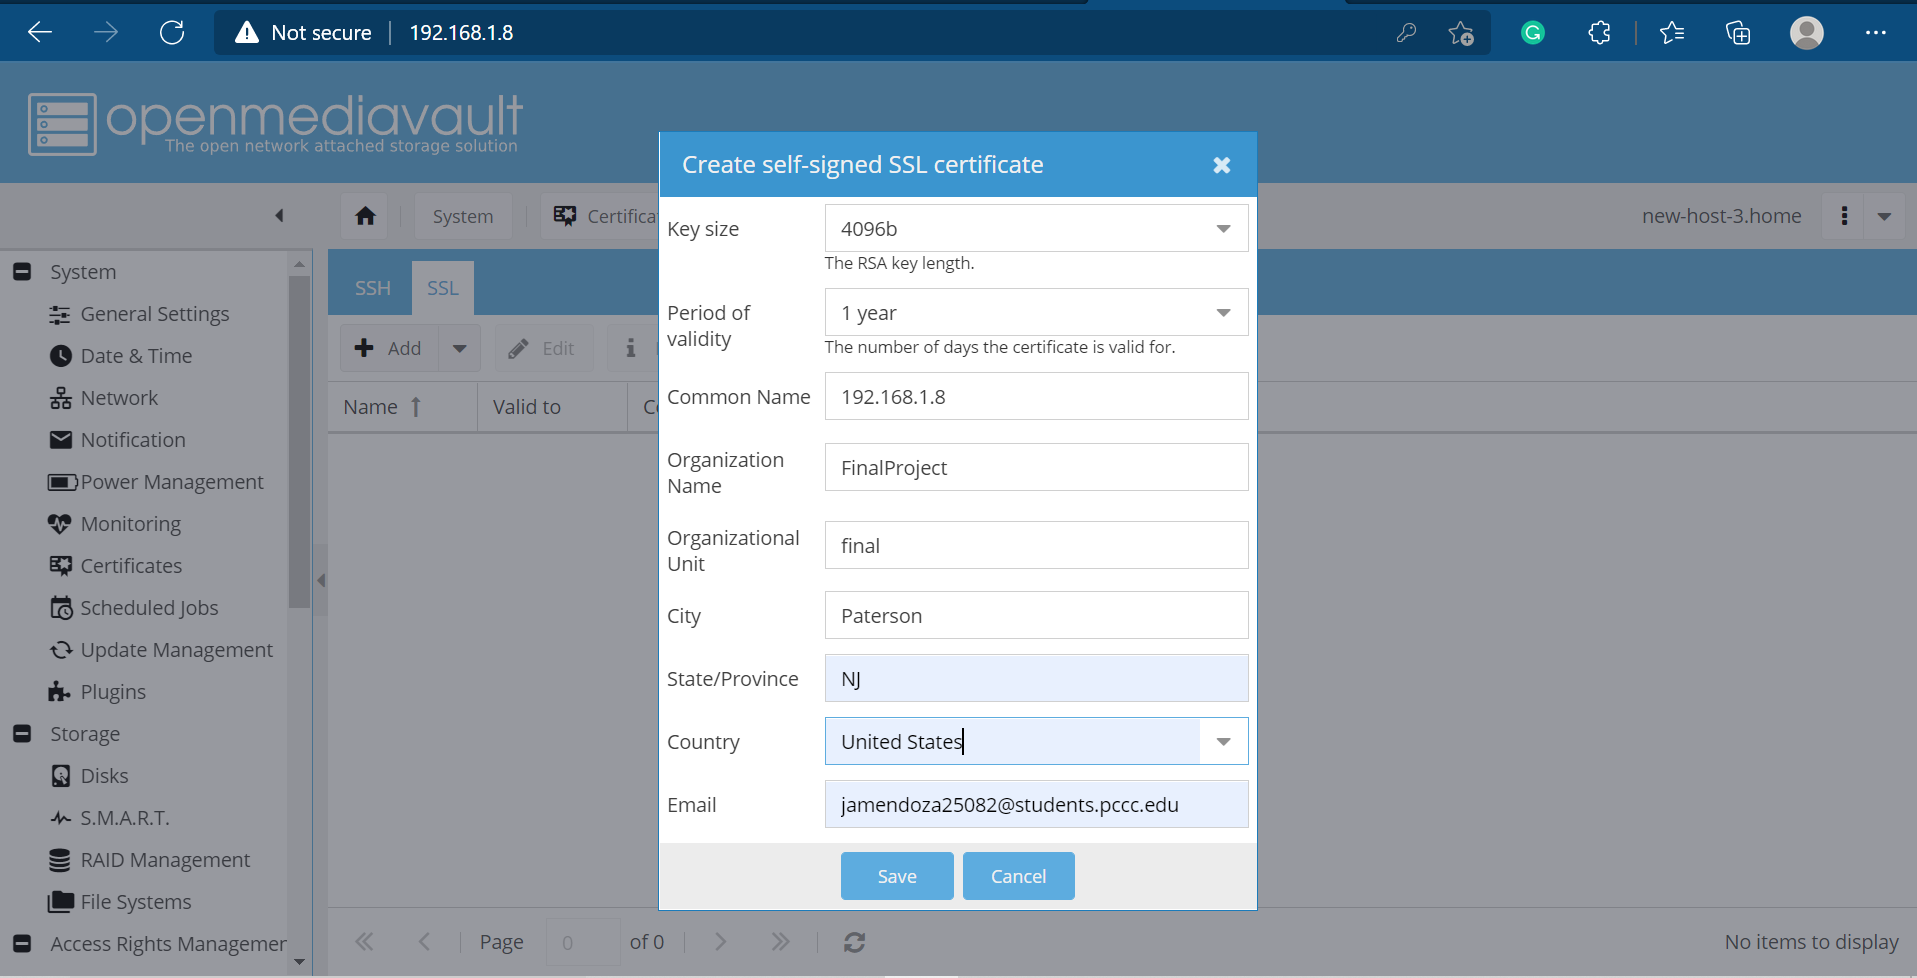 Not secure
192.168.1.8
openmediavault
The open network attached storage solution
System
Certifica
new-host-3.home
System
General Settings
Date & Time
Network
Notification
Power Management
Monitoring
Certificates
Scheduled Jobs
Update Management
Plugins
Storage
Disks
S.M.A.R.T.
RAID Management
File Systems
Access Rights Managemen
SSH
SSL
Add
Edit
Name
Valid to
Create self-signed SSL certificate
Key size
4096b
The RSA key length.
Period of
validity
1 year
The number of days the certificate is valid for.
Common Name
192.168.1.8
Organization
Name
FinalProject
Organizational
Unit
final
City
Paterson
State/Province
NJ
Country
United States
Email
jamendoza25082@students.pccc.edu
Save
Cancel
Page
0
of 0
No items to display